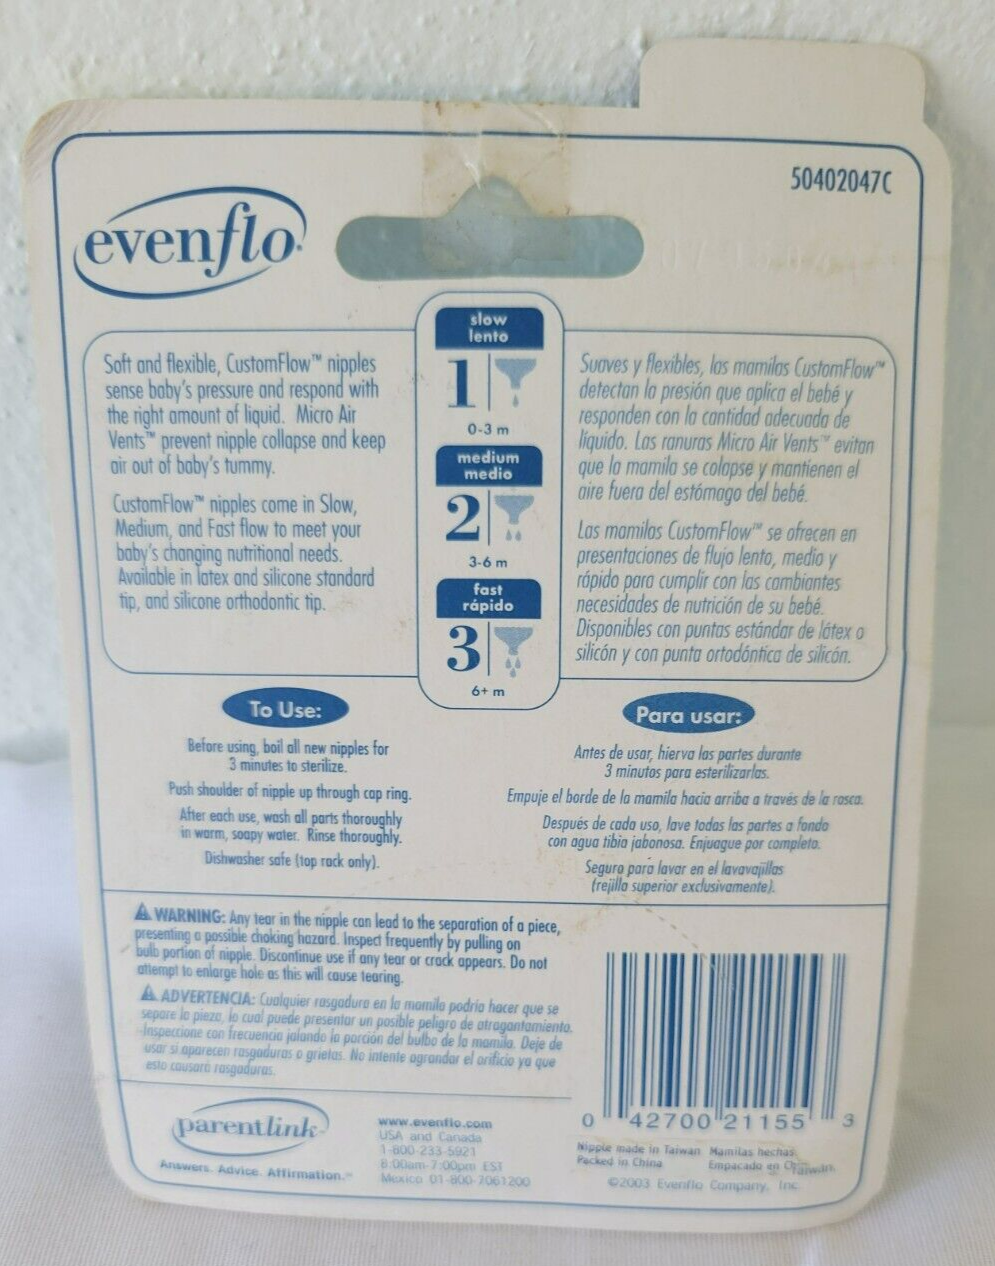 50402047C
evenflo
slow
lento
1
0-3 m
medium
medio
2
3-6 m
fast
rápido
3
6+ m
Soft and flexible, CustomFlow™ nipples
sense baby's pressure and respond with
the right amount of liquid. Micro Air
Vents™ prevent nipple collapse and keep
air out of baby's tummy.
CustomFlow™ nipples come in Slow,
Medium, and Fast flow to meet your
baby's changing nutritional needs.
Available in latex and silicone standard
tip, and silicone orthodontic tip.
Suaves y flexibles, las mamilas CustomFlow™
detectan la presión que aplica el bebé y
responden con la cantidad adecuada de
líquido. Las ranuras Micro Air Vents™ evitan
que la mamila se colapse y mantienen el
aire fuera del estómago del bebé.
Las mamilas CustomFlow™ se ofrecen en
presentaciones de flujo lento, medio y
rápido para cumplir con las cambiantes
necesidades de nutrición de su bebé.
Disponibles con puntas estándar de látex o
silicón y con punta ortodóntica de silicón.
To Use:
Before using, boil all new nipples for
3 minutes to sterilize.
Push shoulder of nipple up through cap ring.
After each use, wash all parts thoroughly
in warm, soapy water. Rinse thoroughly.
Dishwasher safe (top rack only).
Para usar:
Antes de usar, hierva las partes durante
3 minutos para esterilizarlas.
Empuje el borde de la mamila hacia arriba a través de la rosca.
Después de cada uso, lave todas las partes a fondo
con agua tibia jabonosa. Enjuague por completo.
Seguro para lavar en el lavavajillas
(rejilla superior exclusivamente).
WARNING: Any tear in the nipple can lead to the separation of a piece,
presenting a possible choking hazard. Inspect frequently by pulling on
bulb portion of nipple. Discontinue use if any tear or crack appears. Do not
attempt to enlarge hole as this will cause tearing.
ADVERTENCIA: Cualquier rasgadura en la mamila podría hacer que se
separe la pieza, lo cual puede presentar un posible peligro de atragantamiento.
Inspeccione con frecuencia jalando la porción del bulbo de la mamila. Deje de
usar si aparecen rasgaduras o grietas. No intente agrandar el orificio ya que
esto causará rasgaduras.
0 42700 21155 3
parentlink
Answers. Advice. Affirmation.™
www.evenflo.com
USA and Canada
1-800-233-5921
8:00am-7:00pm EST
Mexico 01-800-7061200
Nipple made in Taiwan
Packed in China
Mamilas hechas
Empacado en Taiwan.
©2003 Evenflo Company, Inc.